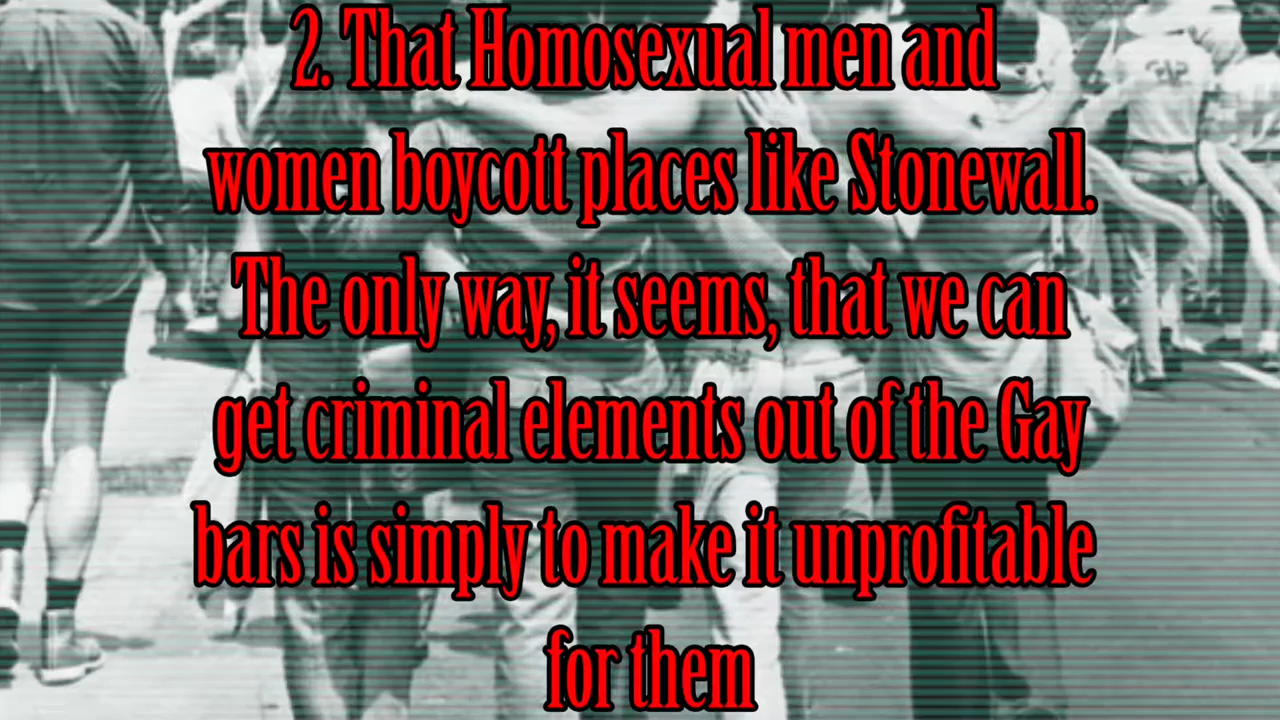 2. That Homosexual men and
women boycott places like Stonewall.
The only way, it seems, that we can
get criminal elements out of the Gay
bars is simply to make it unprofitable
for them